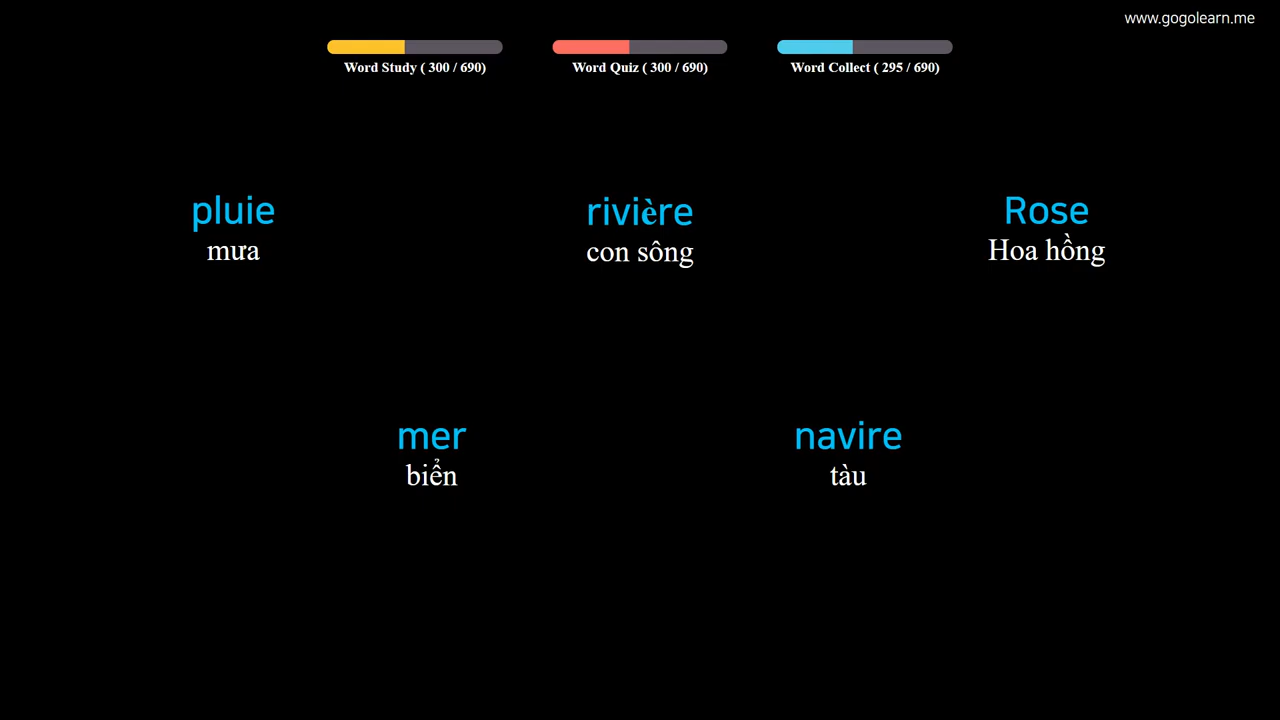 www.gogolearn.me
Word Study ( 300 / 690)
Word Quiz ( 300 / 690)
Word Collect ( 295 / 690)
pluie
mưa
rivière
con sông
Rose
Hoa hồng
mer
biển
navire
tàu